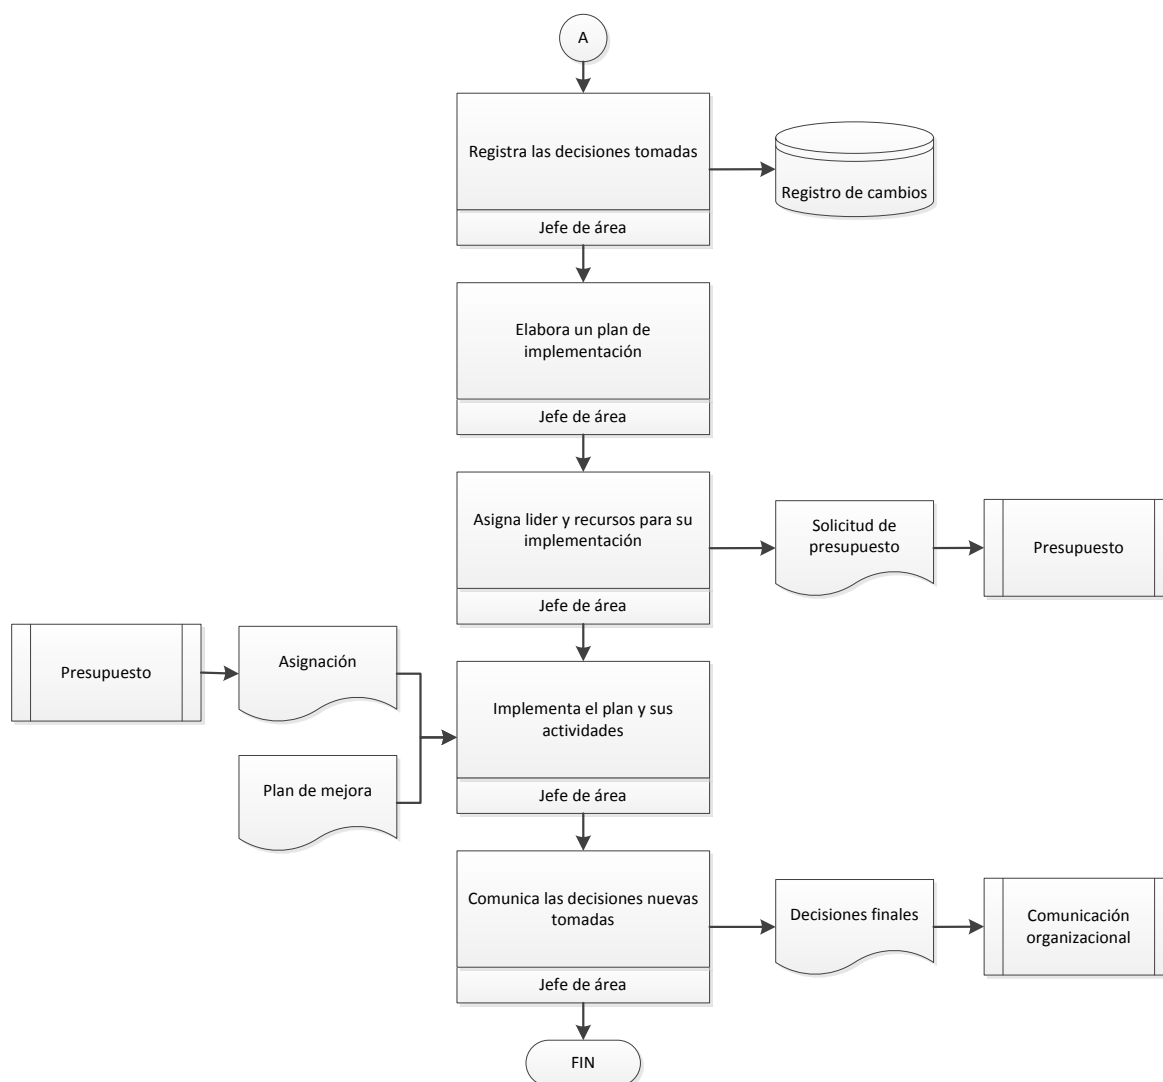 A
Registra las decisiones tomadas
Jefe de área
Registro de cambios
Elabora un plan de
implementación
Jefe de área
Asigna lider y recursos para su
implementación
Jefe de área
Solicitud de
presupuesto
Presupuesto
Presupuesto
Asignación
Plan de mejora
Implementa el plan y sus
actividades
Jefe de área
Comunica las decisiones nuevas
tomadas
Jefe de área
Decisiones finales
Comunicación
organizacional
FIN